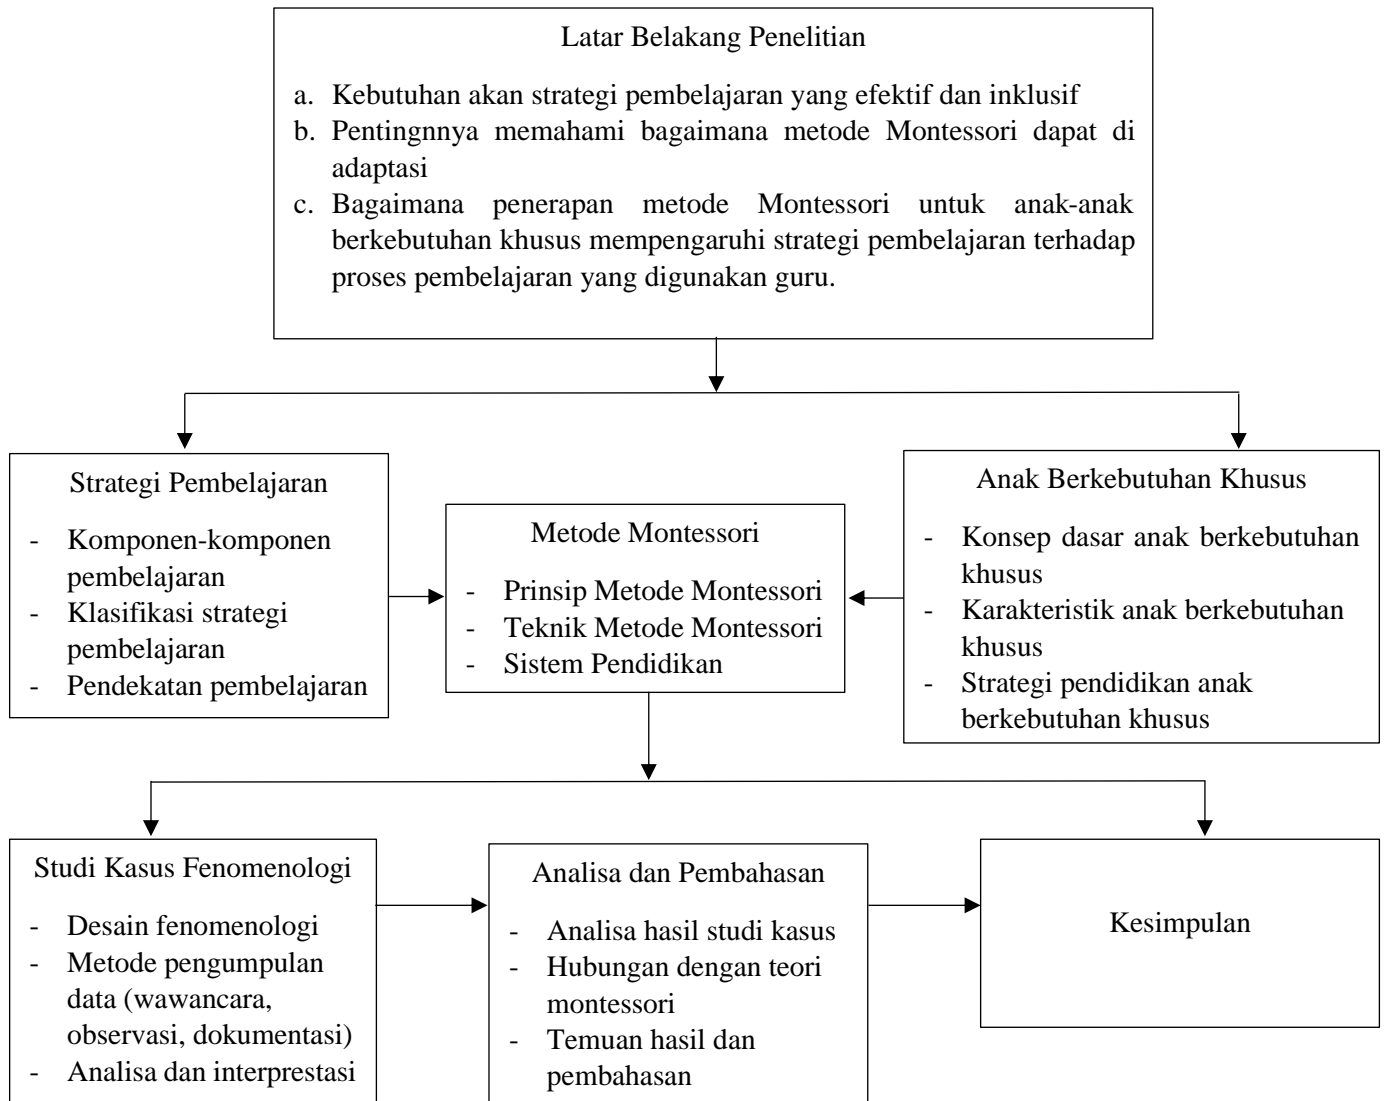 Latar Belakang Penelitian
a. Kebutuhan akan strategi pembelajaran yang efektif dan inklusif
b. Pentingnnya memahami bagaimana metode Montessori dapat di
adaptasi
c. Bagaimana penerapan metode Montessori untuk anak-anak
berkebutuhan khusus mempengaruhi strategi pembelajaran terhadap
proses pembelajaran yang digunakan guru.
Strategi Pembelajaran
- Komponen-komponen
pembelajaran
- Klasifikasi strategi
pembelajaran
- Pendekatan pembelajaran
Metode Montessori
- Prinsip Metode Montessori
- Teknik Metode Montessori
- Sistem Pendidikan
Anak Berkebutuhan Khusus
- Konsep dasar anak berkebutuhan
khusus
- Karakteristik anak berkebutuhan
khusus
- Strategi pendidikan anak
berkebutuhan khusus
Studi Kasus Fenomenologi
- Desain fenomenologi
- Metode pengumpulan
data (wawancara,
observasi, dokumentasi)
- Analisa dan interprestasi
Analisa dan Pembahasan
- Analisa hasil studi kasus
- Hubungan dengan teori
montessori
- Temuan hasil dan
pembahasan
Kesimpulan